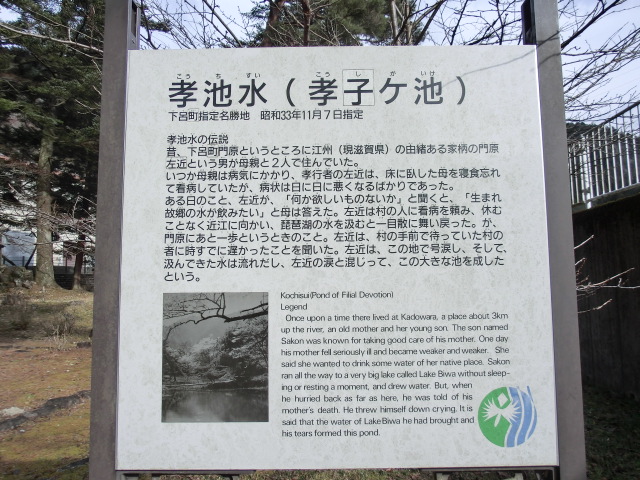 こうちすい　こうしがいけ
孝池水（孝子ケ池）
下呂町指定名勝地　昭和33年11月7日指定
孝池水の伝説
昔、下呂町門原というところに江州（現滋賀県）の由緒ある家柄の門原
左近という男が母親と2人で住んでいた。
いつか母親は病気にかかり、孝行者の左近は、床に臥した母を寝食忘れ
て看病していたが、病状は日に日に悪くなるばかりであった。
ある日のこと、左近が、「何か欲しいものないか」と聞くと、「生まれ
故郷の水が飲みたい」と母は答えた。左近は村の人に看病を頼み、休む
ことなく近江に向かい、琵琶湖の水を汲むと一目散に舞い戻った。が、
門原にあと一歩というときのこと。左近は、村の手前で待っていた村の
者に時すでに遅かったことを聞いた。左近は、この地で号涙し、そして、
汲んできた水は流れだし、左近の涙と混じって、この大きな池を成した
という。
Kochisui(Pond of Filial Devotion)
Legend
Once upon a time there lived at Kadowara, a place about 3km
up the river, an old mother and her young son. The son named
Sakon was known for taking good care of his mother. One day
his mother fell seriously ill and became weaker and weaker. She
said she wanted to drink some water of her native place. Sakon
ran all the way to a very big lake called Lake Biwa without sleep-
ing or resting a moment, and drew water. But, when
he hurried back as far as here, he was told of his
mother's death. He threw himself down crying. It is
said that the water of Lake Biwa he had brought and
his tears formed this pond.